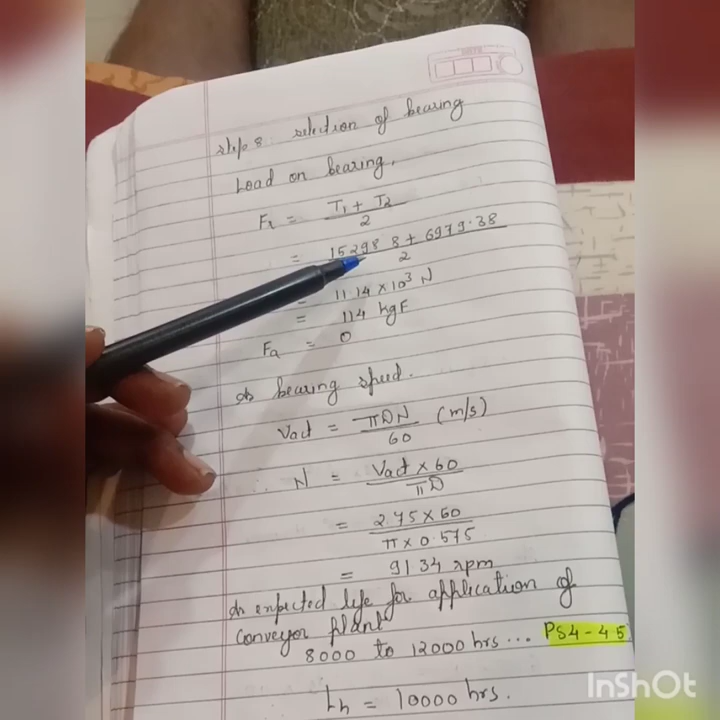 DATE
step 8: selection of bearing
Load on bearing,
Fr = T1 + T2 / 2
= 15298 8 + 6979.38 / 2
= 11.14 × 10³ N
= 114 kgF
Fa = 0
bearing speed.
Vact = πDN / 60 (m/s)
∴ N = Vact × 60 / πD
= 2.75 × 60 / π × 0.575
= 91 34 rpm
expected life for application of
conveyor plant
8000 to 12000 hrs ... PS4-45
Lh = 10000 hrs.
InShOt